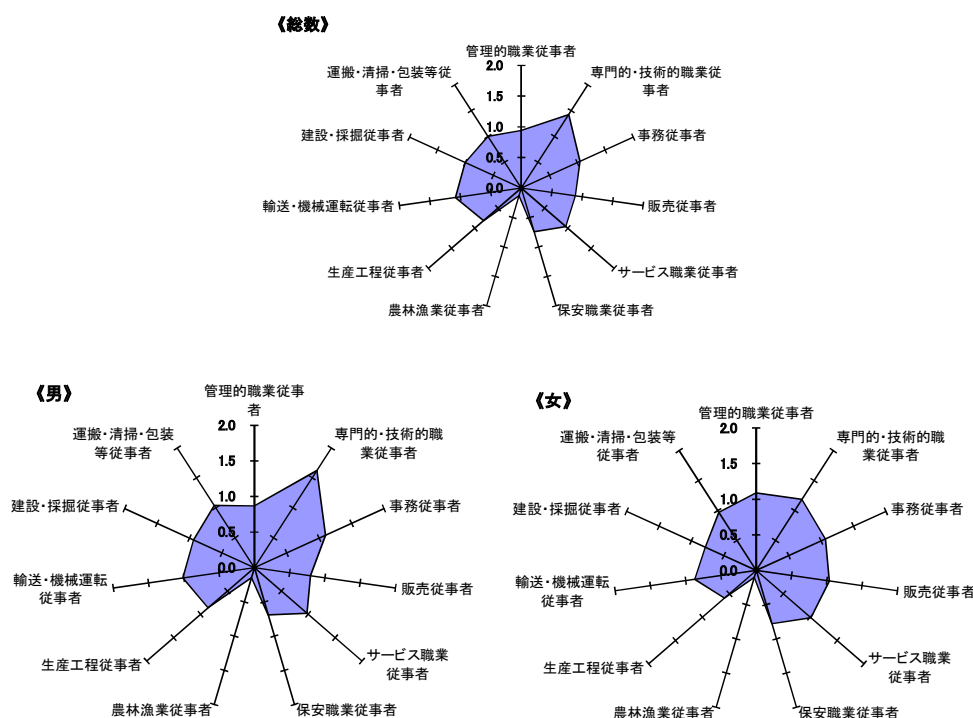 《総数》
管理的職業従事者
2.0
1.5
1.0
0.5
0.0
専門的・技術的職業従
事者
事務従事者
販売従事者
サービス職業従事者
保安職業従事者
農林漁業従事者
生産工程従事者
輸送・機械運転従事者
建設・採掘従事者
運搬・清掃・包装等従
事者
《男》
管理的職業従事
者
2.0
1.5
1.0
0.5
0.0
専門的・技術的職
業従事者
事務従事者
販売従事者
サービス職業
従事者
保安職業従事者
農林漁業従事者
生産工程従事者
輸送・機械運転
従事者
建設・採掘従事者
運搬・清掃・包装
等従事者
《女》
管理的職業従事者
2.0
1.5
1.0
0.5
0.0
専門的・技術的職
業従事者
事務従事者
販売従事者
サービス職業
従事者
保安職業従事者
農林漁業従事者
生産工程従事者
輸送・機械運転
従事者
建設・採掘従事者
運搬・清掃・包装等
従事者